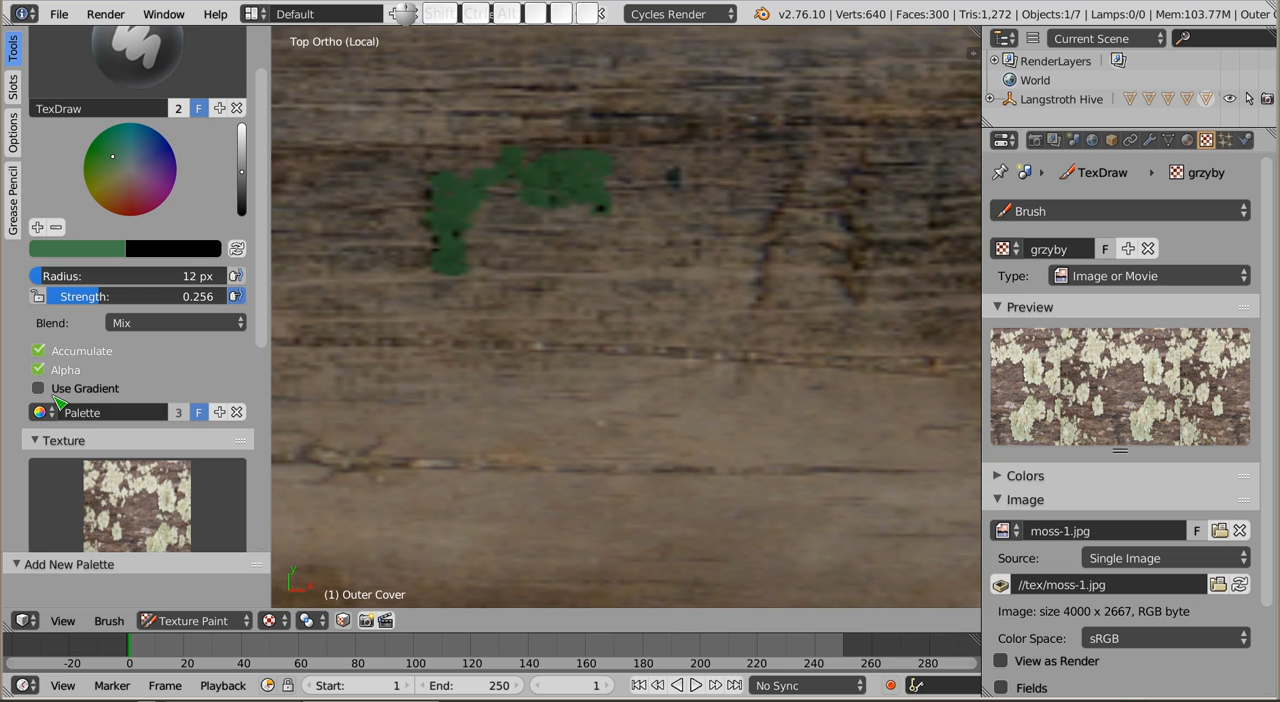 File Render Window Help Default Shift Ctrl Alt Cycles Render v2.76.10 | Verts:640 | Faces:300 | Tris:1,272 | Objects:1/7 | Lamps:0/0 | Mem:103.77M | Outer
Tools
Slots
Options
Grease Pencil
TexDraw 2 F
Radius: 12 px
Strength: 0.256
Blend: Mix
Accumulate
Alpha
Use Gradient
Palette 3 F
Texture
Add New Palette
Top Ortho (Local)
y
(1) Outer Cover
View Brush Texture Paint
-20 0 20 40 60 80 100 120 140 160 180 200 220 240 260 280
View Marker Frame Playback Start: 1 End: 250 1 No Sync
Current Scene
RenderLayers
World
Langstroth Hive
TexDraw grzyby
Brush
grzyby F
Type: Image or Movie
Preview
Colors
Image
moss-1.jpg F
Source: Single Image
//tex/moss-1.jpg
Image: size 4000 x 2667, RGB byte
Color Space: sRGB
View as Render
Fields